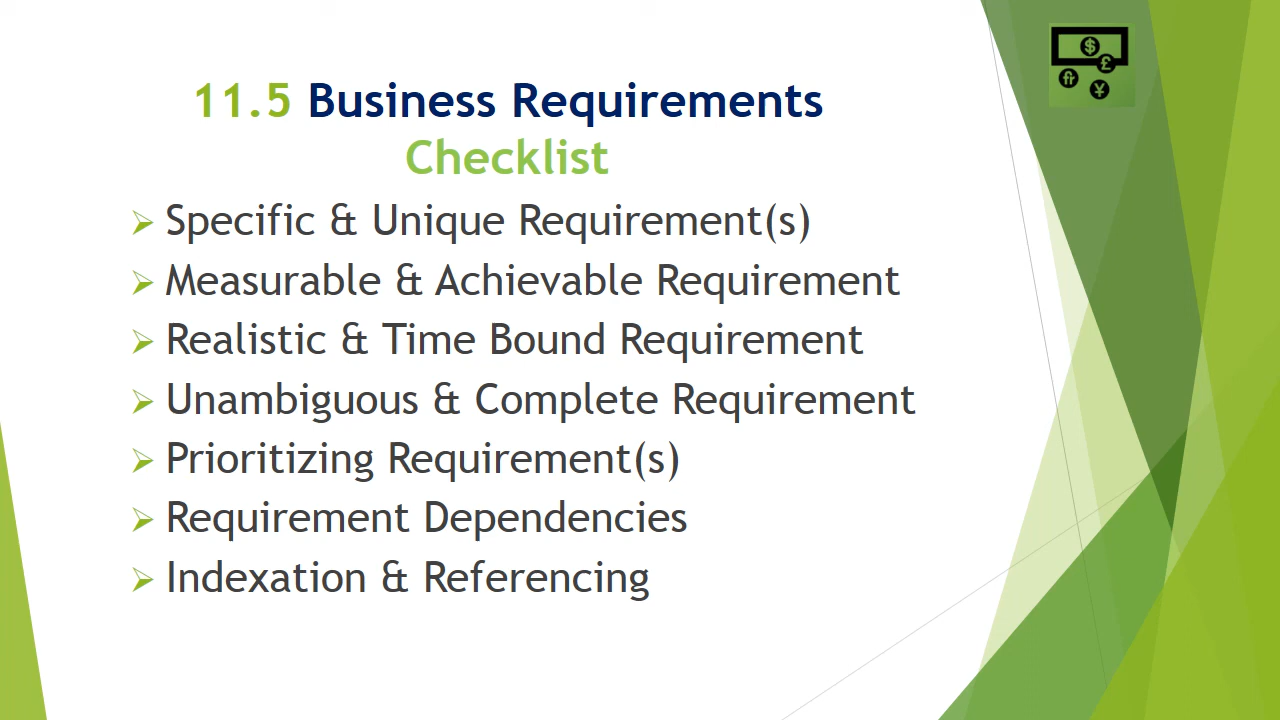 11.5 Business Requirements
Checklist
Specific & Unique Requirement(s)
Measurable & Achievable Requirement
Realistic & Time Bound Requirement
Unambiguous & Complete Requirement
Prioritizing Requirement(s)
Requirement Dependencies
Indexation & Referencing
$
£
fr
¥